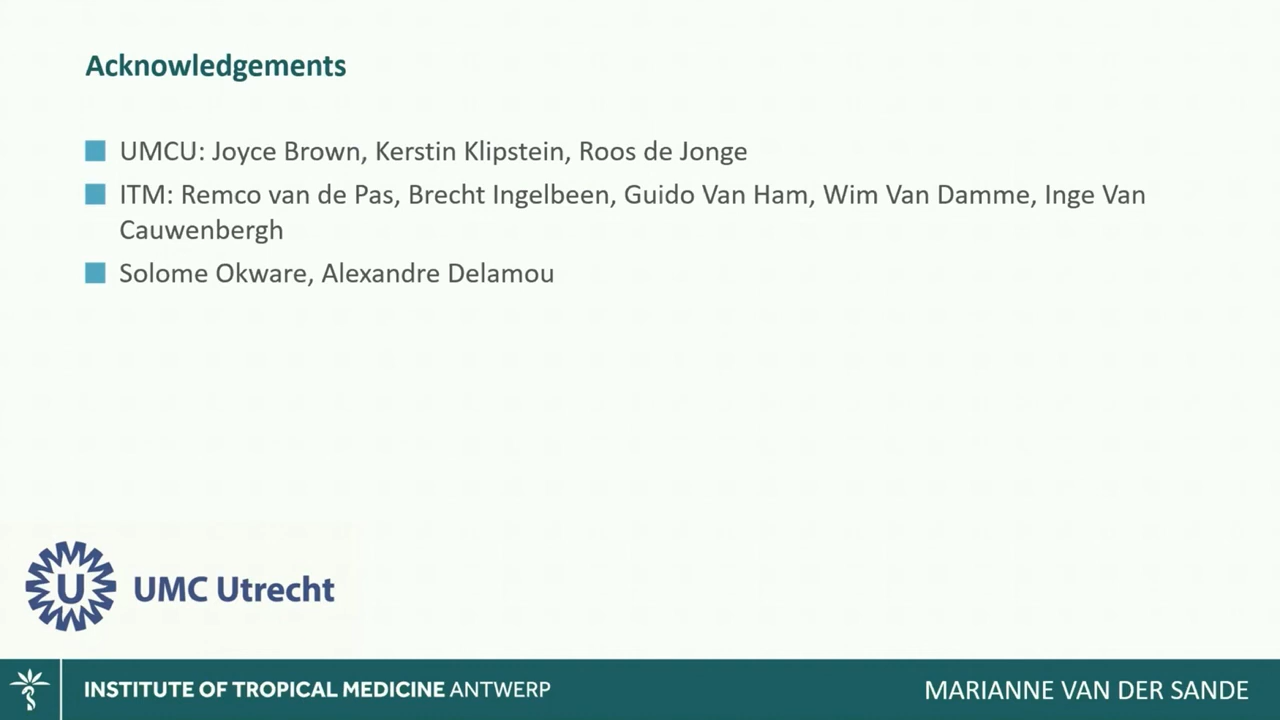 Acknowledgements
UMCU: Joyce Brown, Kerstin Klipstein, Roos de Jonge
ITM: Remco van de Pas, Brecht Ingelbeen, Guido Van Ham, Wim Van Damme, Inge Van
Cauwenbergh
Solome Okware, Alexandre Delamou
U
UMC Utrecht
INSTITUTE OF TROPICAL MEDICINE ANTWERP
MARIANNE VAN DER SANDE